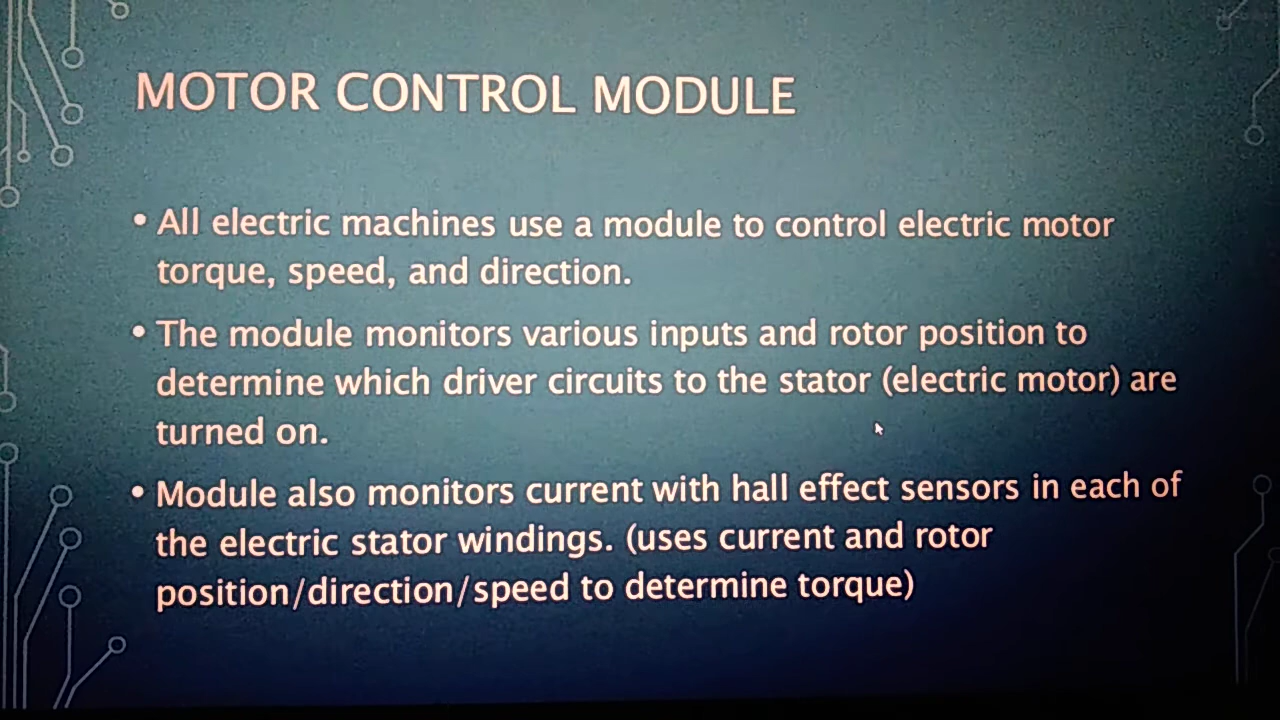 MOTOR CONTROL MODULE
• All electric machines use a module to control electric motor
torque, speed, and direction.
• The module monitors various inputs and rotor position to
determine which driver circuits to the stator (electric motor) are
turned on.
• Module also monitors current with hall effect sensors in each of
the electric stator windings. (uses current and rotor
position/direction/speed to determine torque)